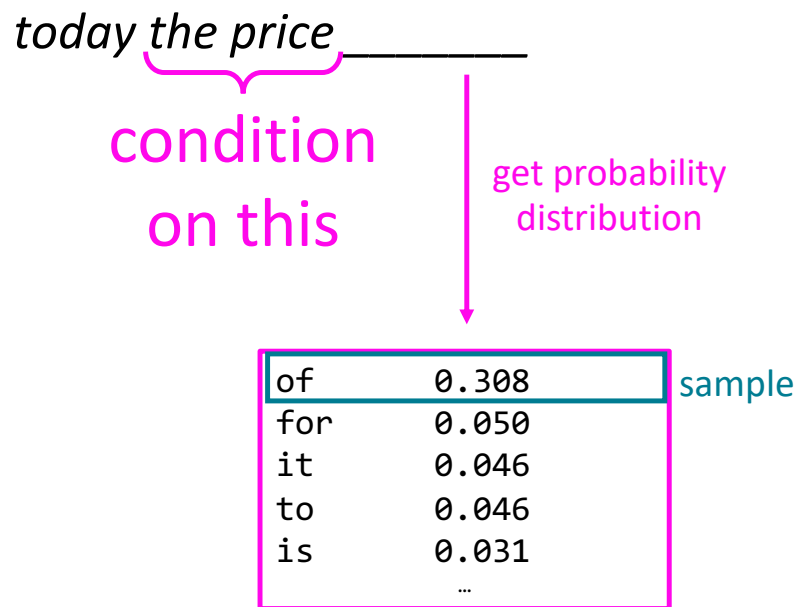 today the price _______
condition
on this
get probability
distribution
of 0.308
sample
for 0.050
it 0.046
to 0.046
is 0.031
…